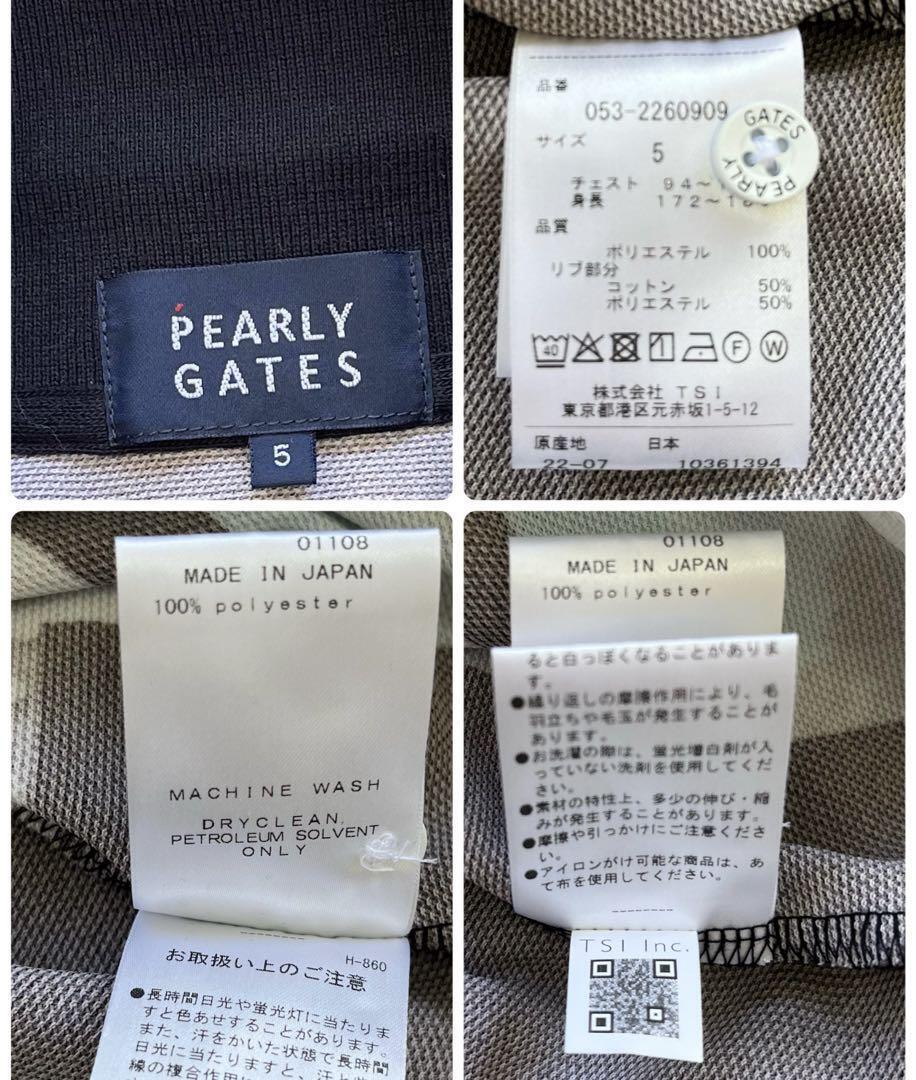 PEARLY
GATES
5
品番
053-2260909
サイズ
5
チェスト 94~
身長 172~
品質
ポリエステル 100%
リブ部分
コットン 50%
ポリエステル 50%
40
F W
株式会社 TSI
東京都港区元赤坂1-5-12
原産地 日本
22-07 10361394
GATES
PEARLY
01108
MADE IN JAPAN
100% polyester
MACHINE WASH
DRYCLEAN,
PETROLEUM SOLVENT
ONLY
お取扱い上のご注意
H-860
●長時間日光や蛍光灯に当たりま
すと色あせすることがあります。
また、汗をかいた状態で長時間
日光に当たりますと、汗と
線の複合作用
01108
MADE IN JAPAN
100% polyester
ると白っぽくなることがありま
す。
●繰り返しの摩擦作用により、毛
羽立ちや毛玉が発生することが
あります。
●お洗濯の際は、蛍光増白剤が入
っていない洗剤を使用してくだ
さい。
●素材の特性上、多少の伸び・縮
みが発生することがあります。
●摩擦や引っかけにご注意くださ
い。
●アイロンがけ可能な商品は、あ
て布を使用してください。
TSI Inc.